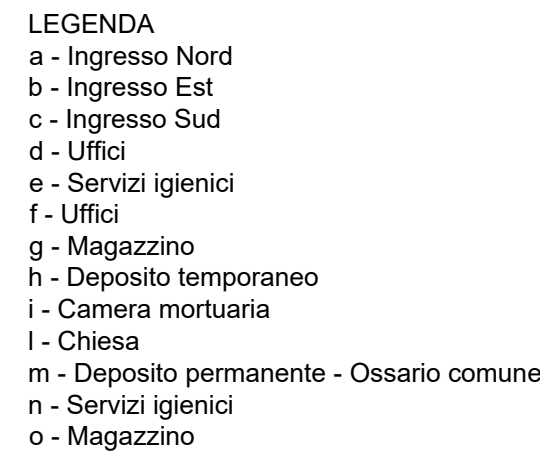 LEGENDA
a - Ingresso Nord
b - Ingresso Est
c - Ingresso Sud
d - Uffici
e - Servizi igienici
f - Uffici
g - Magazzino
h - Deposito temporaneo
i - Camera mortuaria
l - Chiesa
m - Deposito permanente - Ossario comune
n - Servizi igienici
o - Magazzino